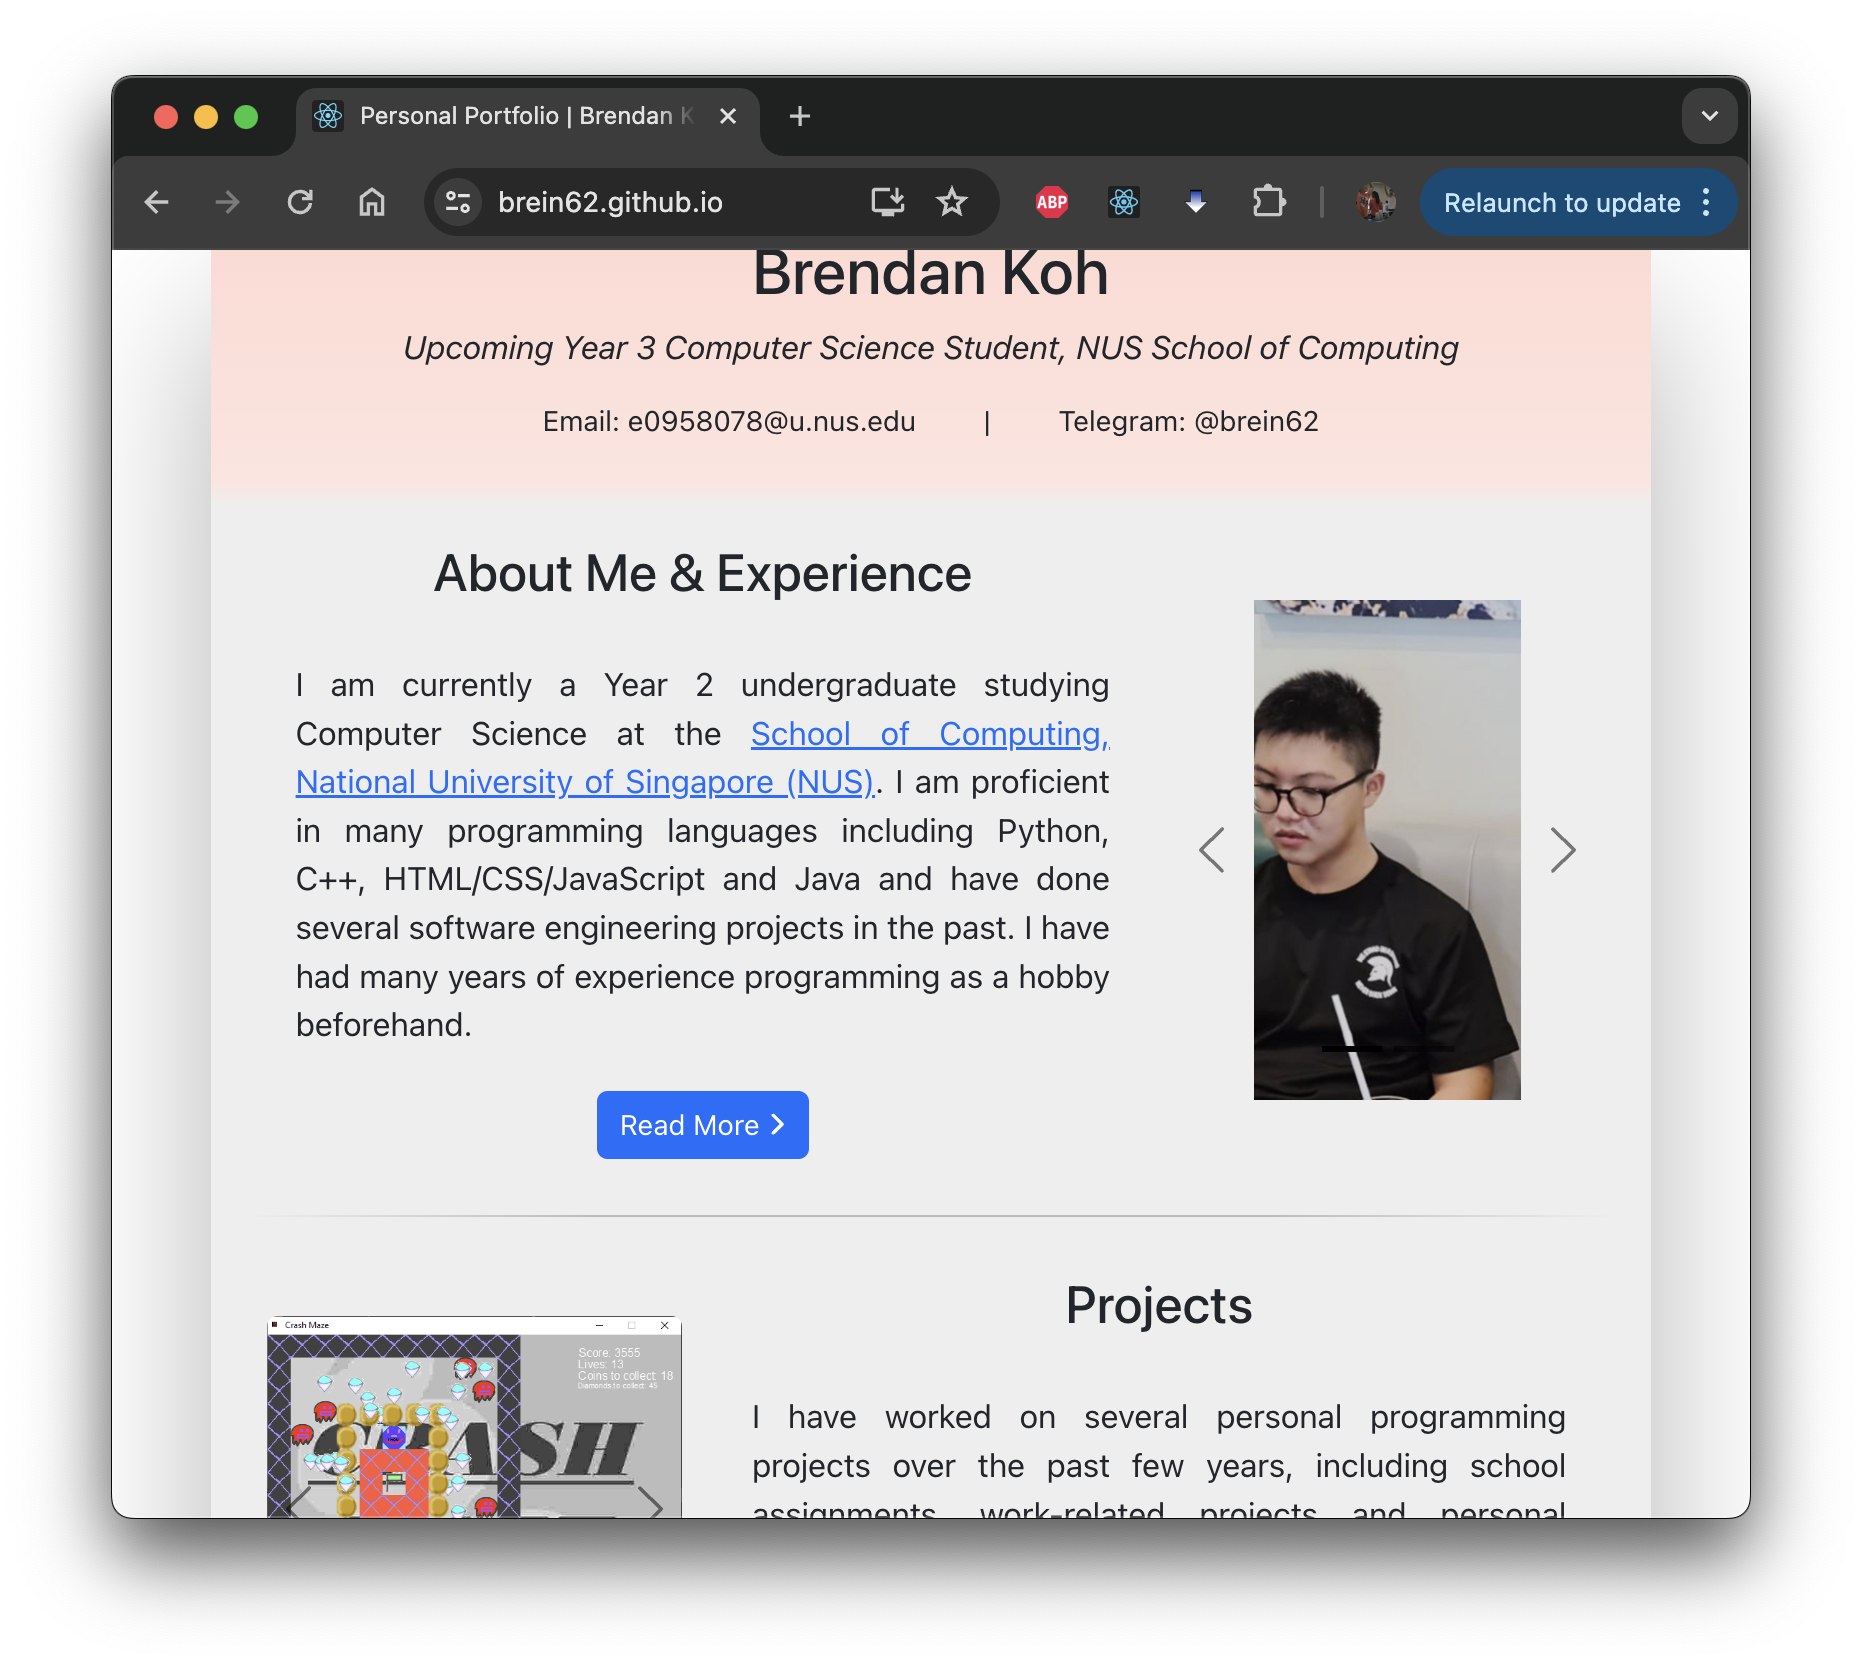 Personal Portfolio | Brendan K
brein62.github.io
ABP
Relaunch to update
Brendan Koh
Upcoming Year 3 Computer Science Student, NUS School of Computing
Email: e0958078@u.nus.edu | Telegram: @brein62
About Me & Experience
I am currently a Year 2 undergraduate studying
Computer Science at the School of Computing,
National University of Singapore (NUS). I am proficient
in many programming languages including Python,
C++, HTML/CSS/JavaScript and Java and have done
several software engineering projects in the past. I have
had many years of experience programming as a hobby
beforehand.
Read More
Crash Maze
Score: 3555
Lives: 13
Coins to collect: 18
Diamonds to collect: 45
CRASH
Projects
I have worked on several personal programming
projects over the past few years, including school
assignments, work-related projects and personal